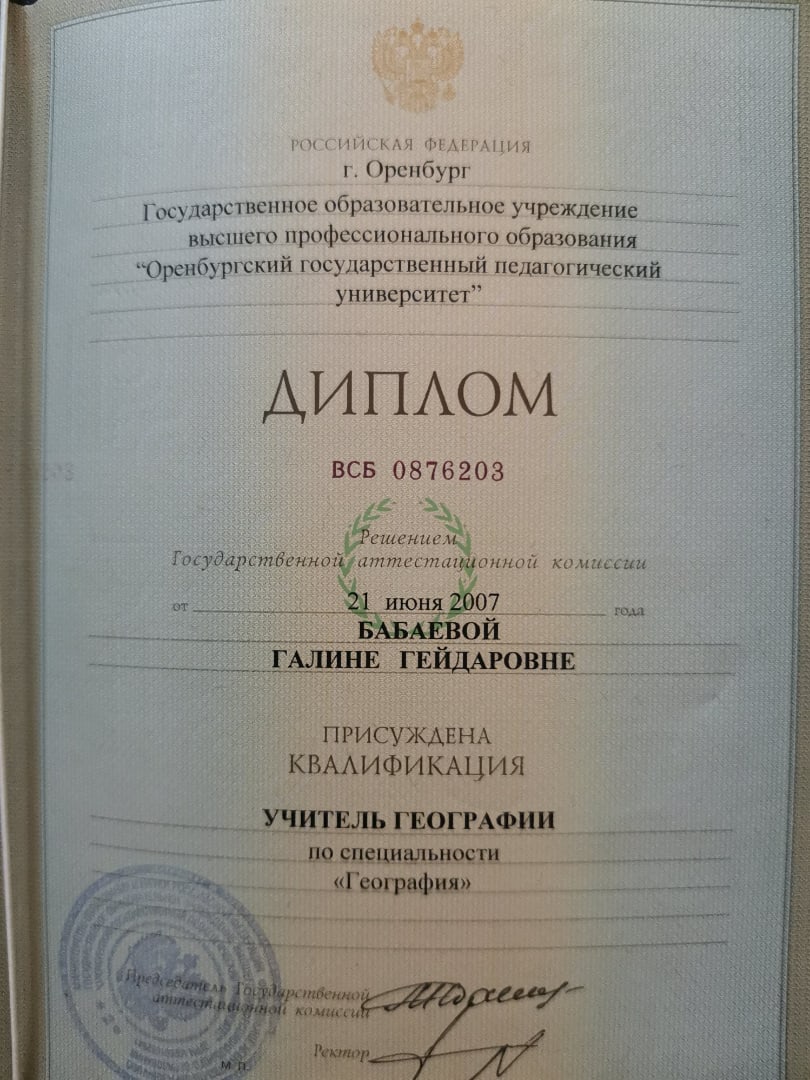 РОССИЙСКАЯ ФЕДЕРАЦИЯ
г. Оренбург
Государственное образовательное учреждение
высшего профессионального образования
“Оренбургский государственный педагогический
университет”
ДИПЛОМ
ВСБ 0876203
Решением
Государственной аттестационной комиссии
от 21 июня 2007 года
БАБАЕВОЙ
ГАЛИНЕ ГЕЙДАРОВНЕ
ПРИСУЖДЕНА
КВАЛИФИКАЦИЯ
УЧИТЕЛЬ ГЕОГРАФИИ
по специальности
«География»
Председатель Государственной
аттестационной комиссии
Ректор
М.П.